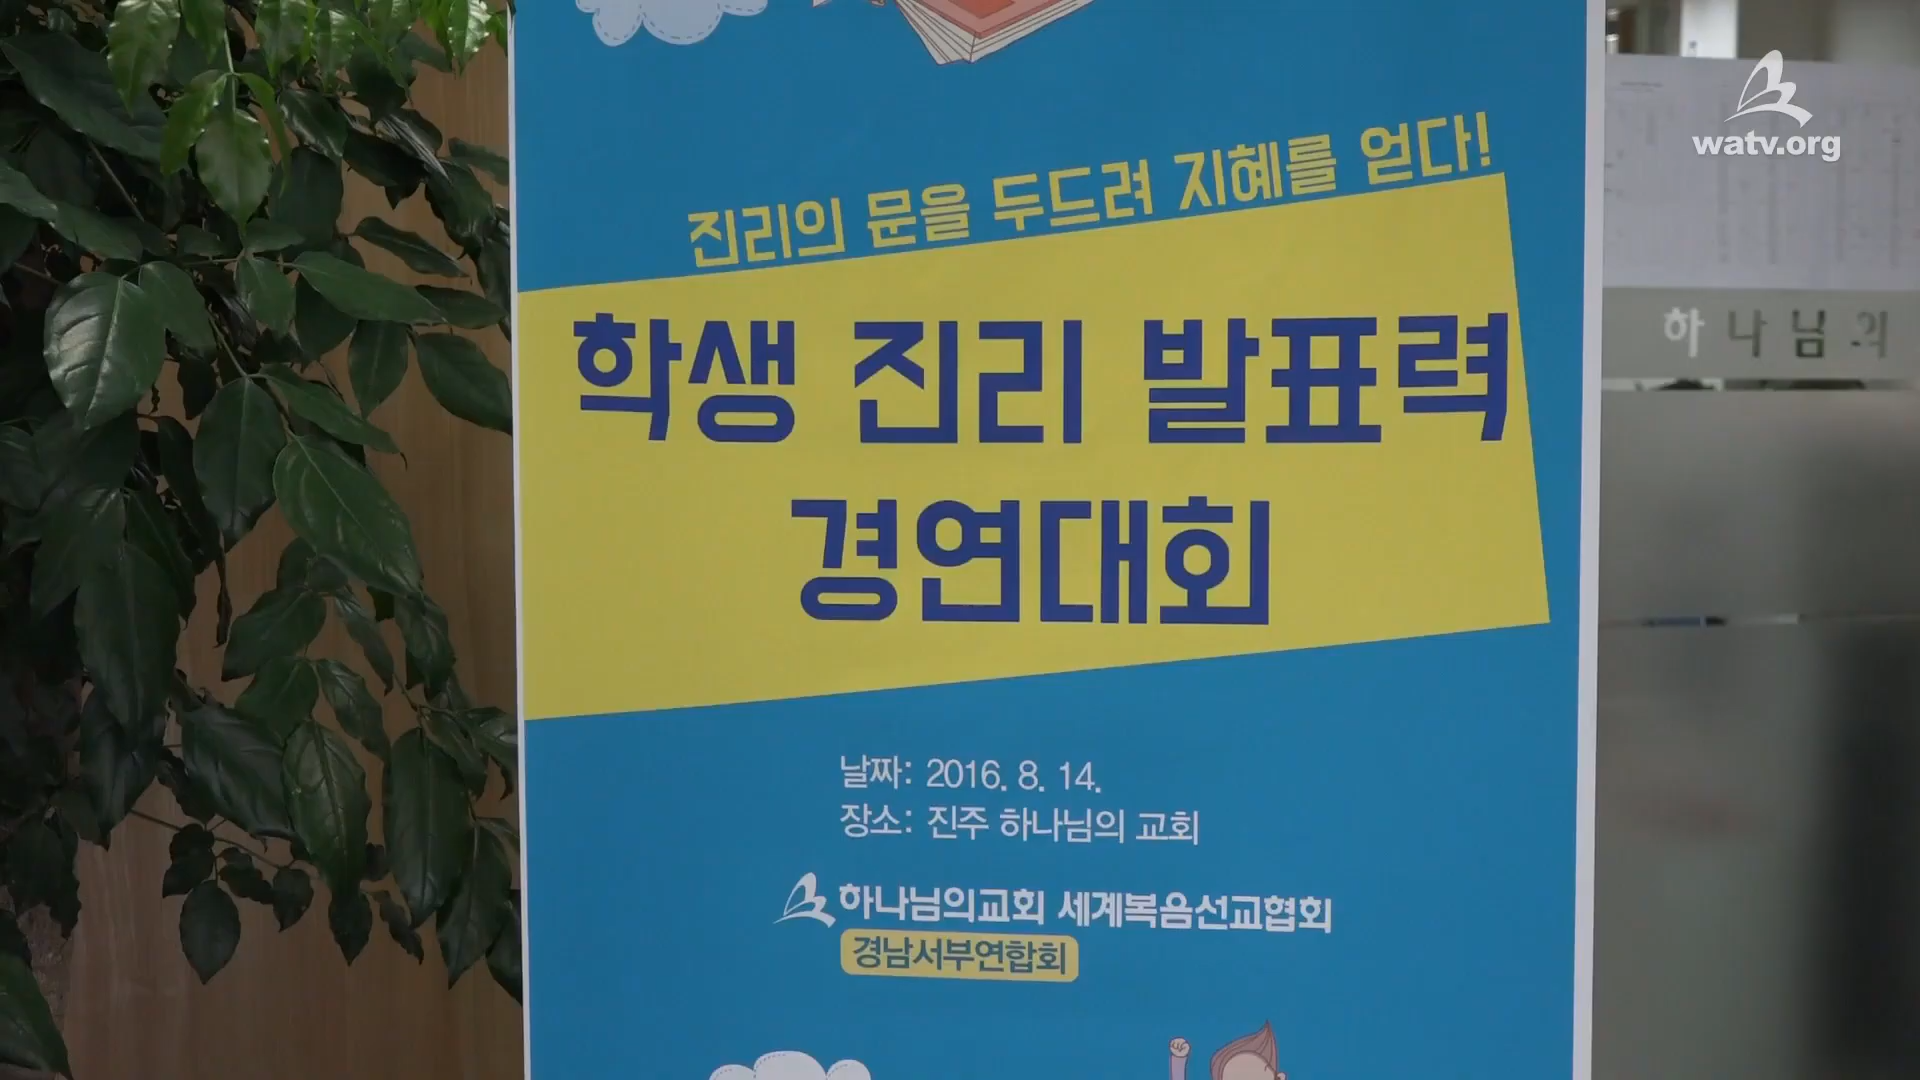 watv.org
진리의 문을 두드려 지혜를 얻다!
하나님의
학생 진리 발표력
경연대회
날짜: 2016. 8. 14.
장소: 진주 하나님의 교회
하나님의교회 세계복음선교협회
경남서부연합회